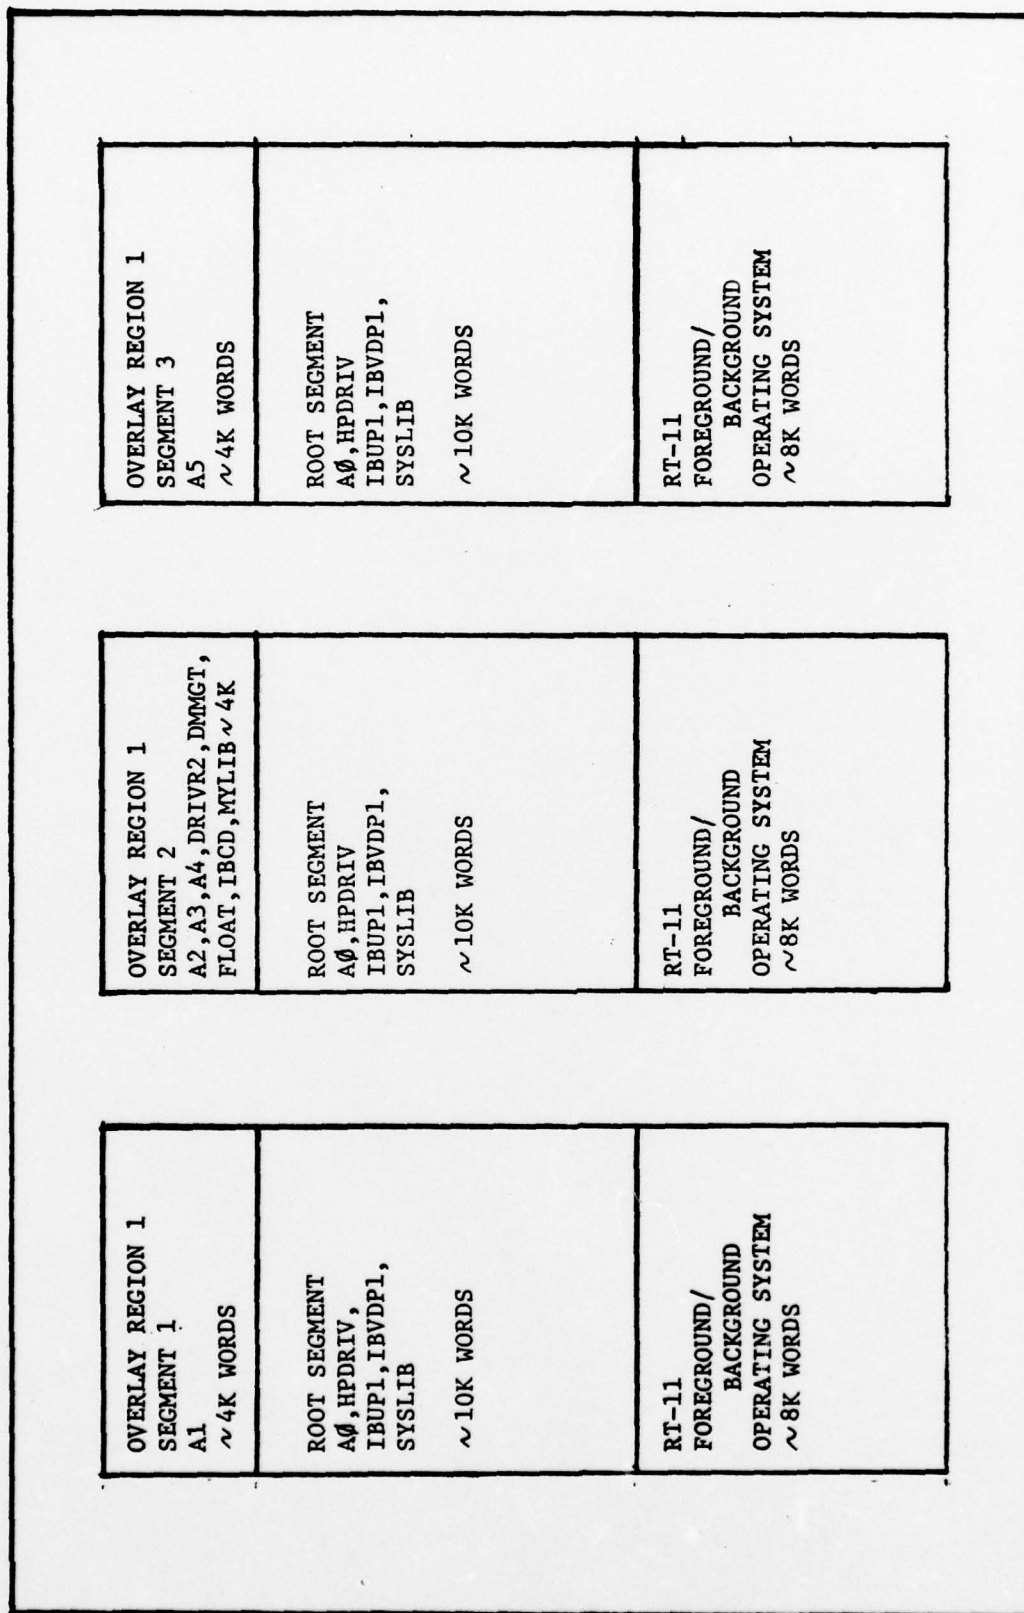 OVERLAY REGION 1
SEGMENT 1
A1
~4K WORDS
ROOT SEGMENT
AØ,HPDRIV,
IBUP1,IBVDP1,
SYSLIB
~10K WORDS
RT-11
FOREGROUND/
BACKGROUND
OPERATING SYSTEM
~8K WORDS
OVERLAY REGION 1
SEGMENT 2
A2,A3,A4,DRIVR2,DMMGT,
FLOAT,IBCD,MYLIB~4K
ROOT SEGMENT
AØ,HPDRIV
IBUP1,IBVDP1,
SYSLIB
~10K WORDS
RT-11
FOREGROUND/
BACKGROUND
OPERATING SYSTEM
~8K WORDS
OVERLAY REGION 1
SEGMENT 3
A5
~4K WORDS
ROOT SEGMENT
AØ,HPDRIV
IBUP1,IBVDP1,
SYSLIB
~10K WORDS
RT-11
FOREGROUND/
BACKGROUND
OPERATING SYSTEM
~8K WORDS